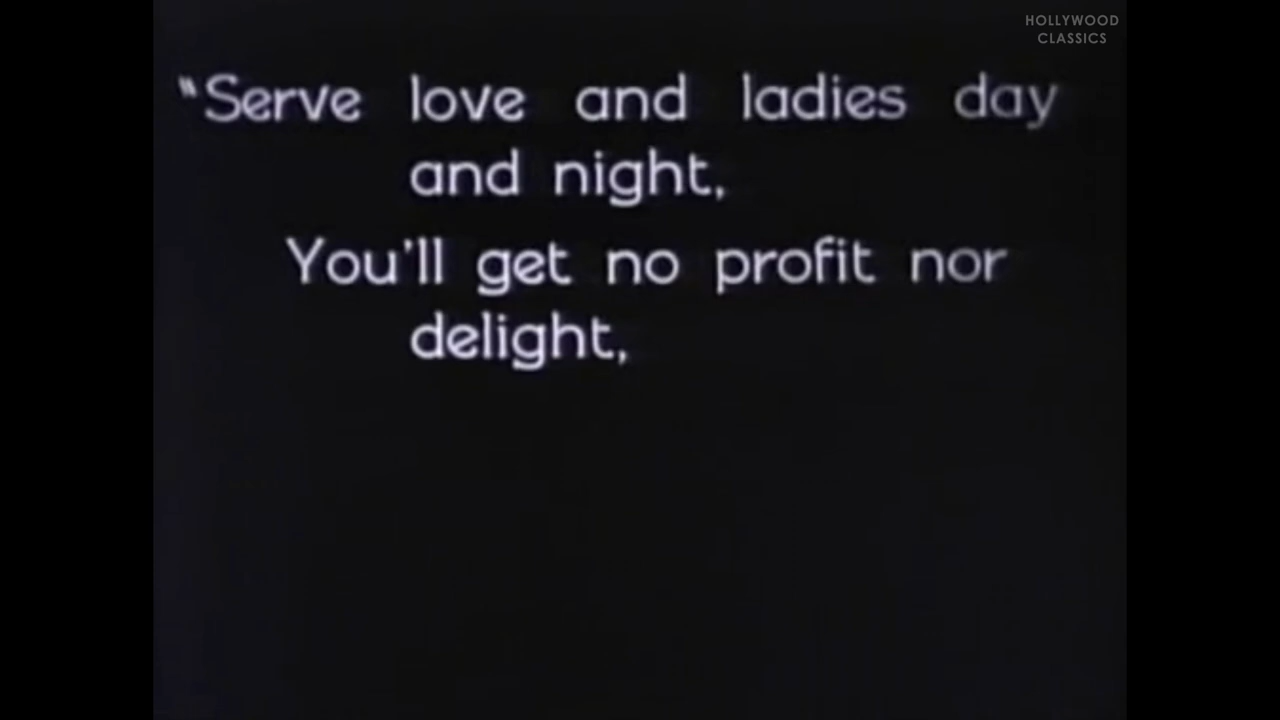 HOLLYWOOD
CLASSICS
"Serve love and ladies day
and night,
You'll get no profit nor
delight,